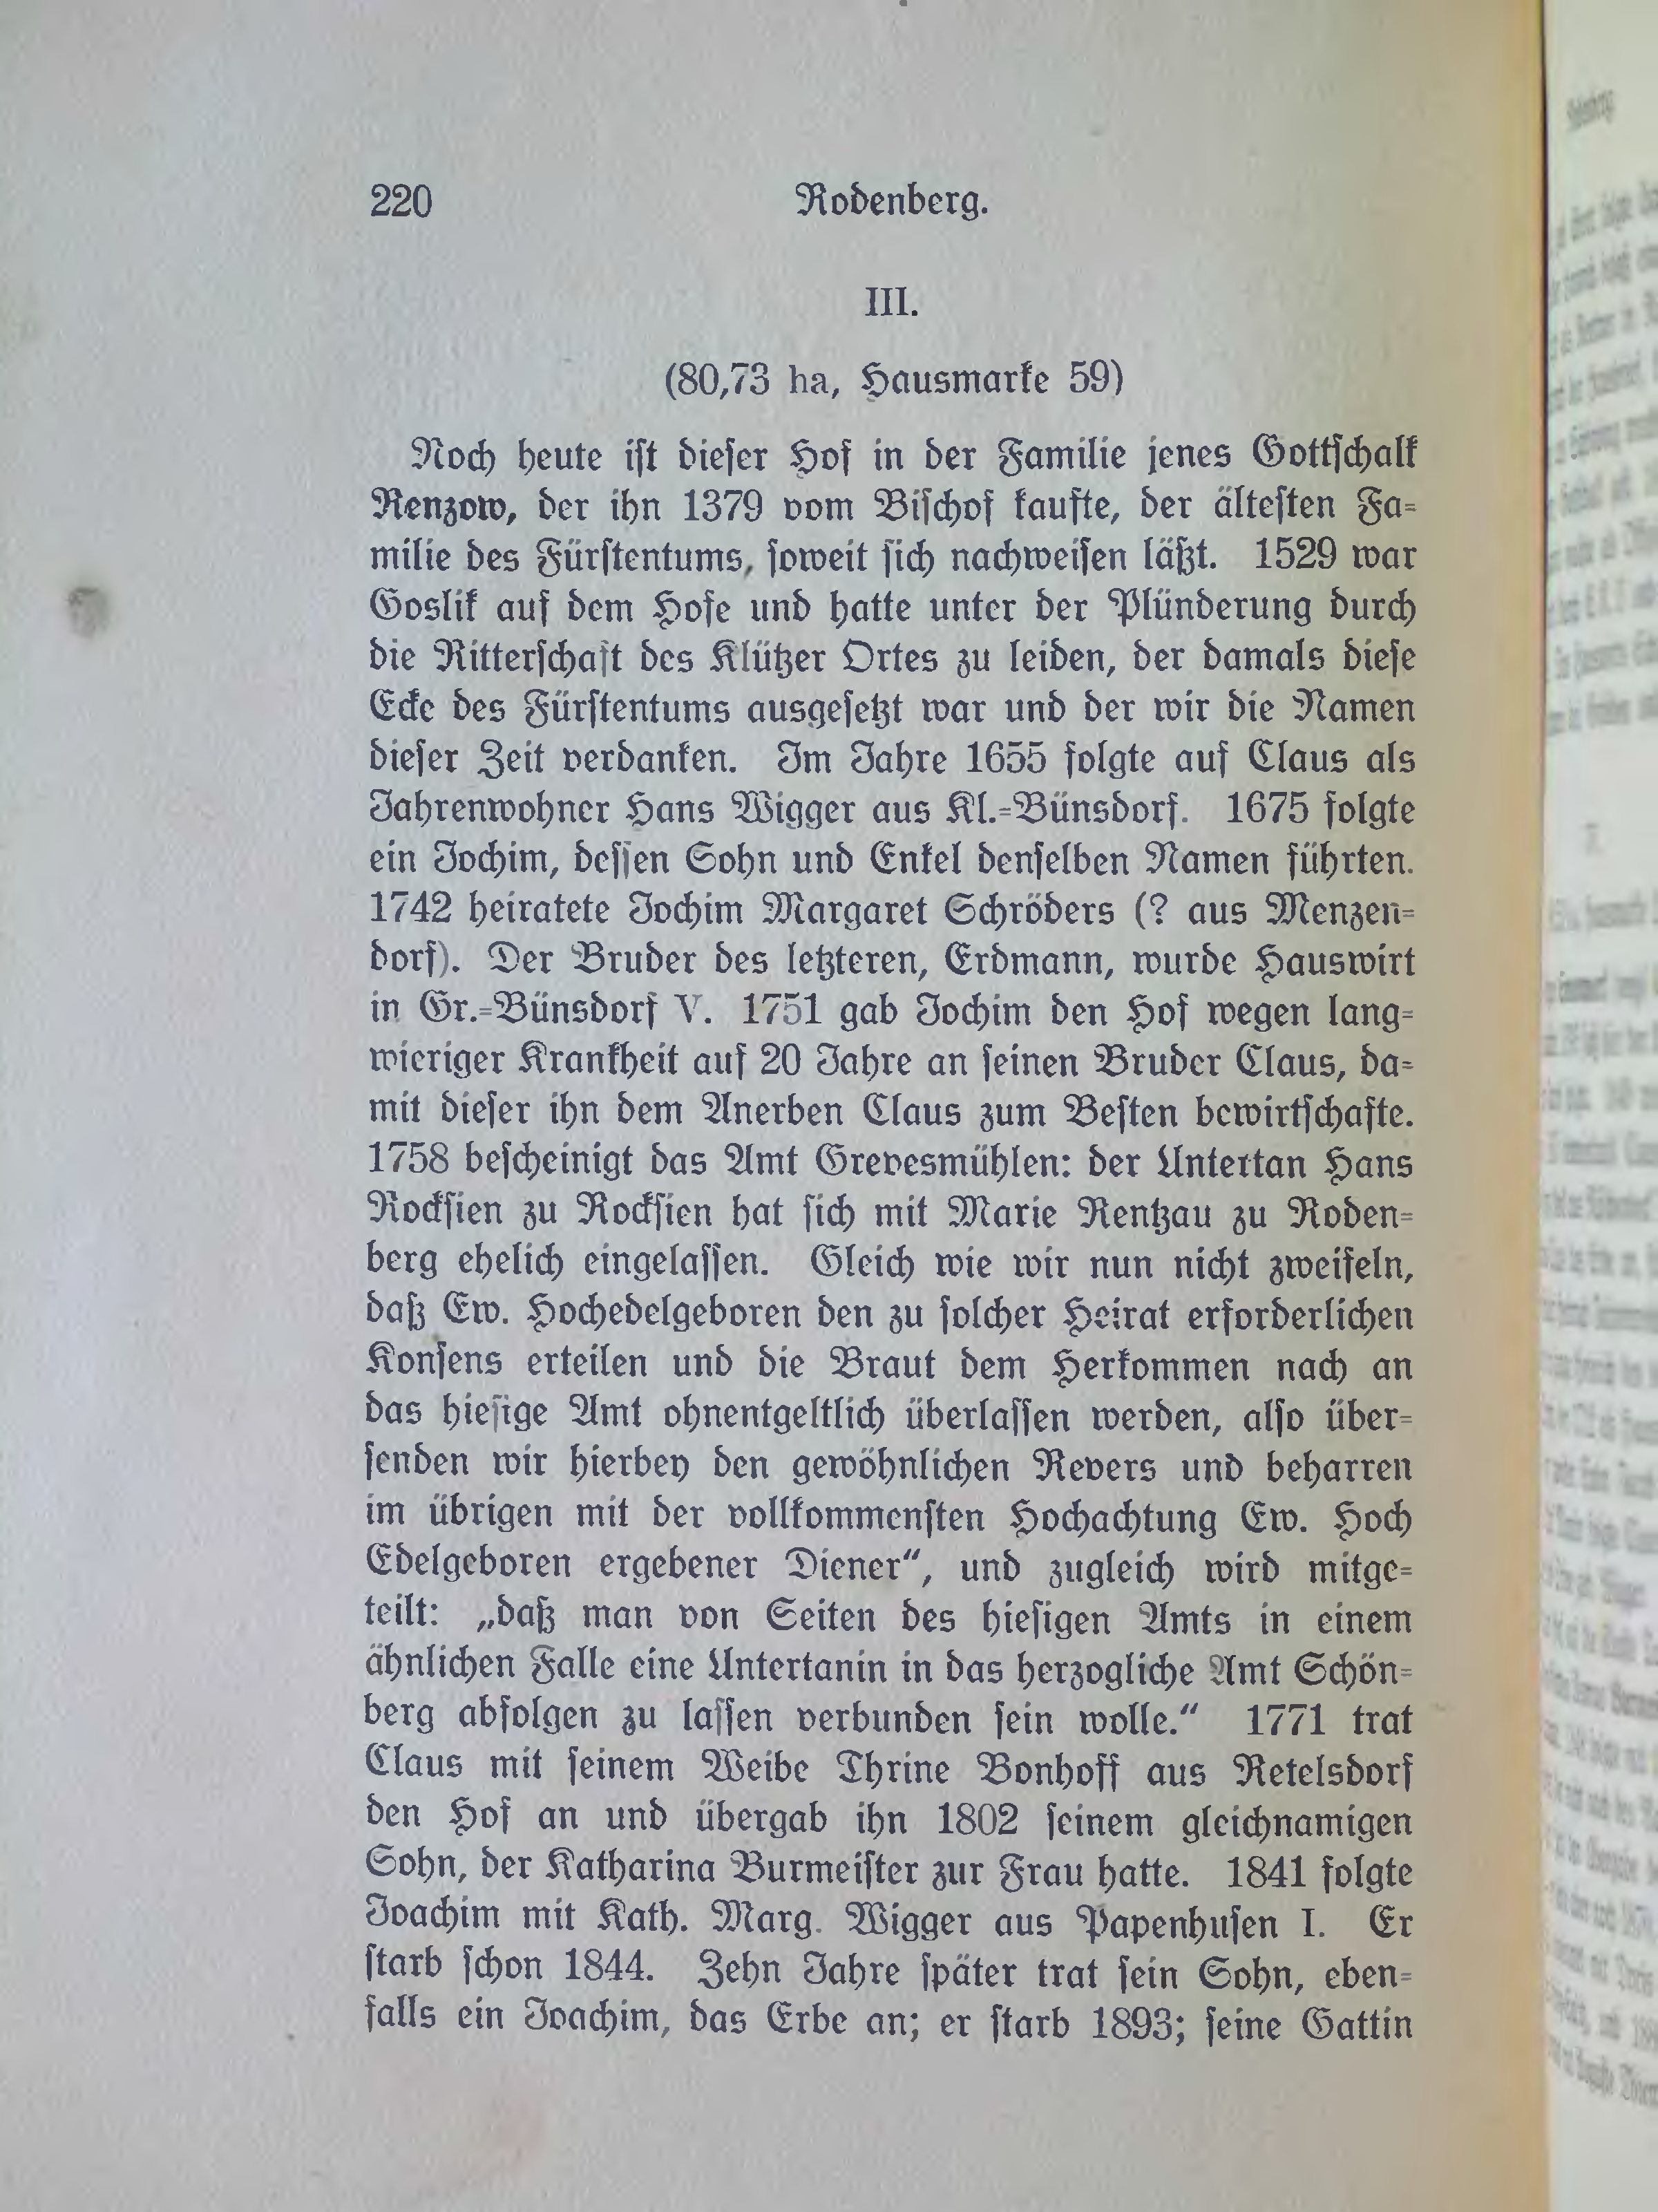 220 Rodenberg.
III.
(80,73 ha, Hausmarke 59)
Noch heute ist dieser Hof in der Familie jenes Gottschalk
Renzow, der ihn 1379 vom Bischof kaufte, der ältesten Fa=
milie des Fürstentums, soweit sich nachweisen läßt. 1529 war
Goslik auf dem Hofe und hatte unter der Plünderung durch
die Ritterschaft des Klützer Ortes zu leiden, der damals diese
Ecke des Fürstentums ausgesetzt war und der wir die Namen
dieser Zeit verdanken. Im Jahre 1655 folgte auf Claus als
Jahrenwohner Hans Wigger aus Kl.=Bünsdorf. 1675 folgte
ein Jochim, dessen Sohn und Enkel denselben Namen führten.
1742 heiratete Jochim Margaret Schröders (? aus Menzen=
dorf). Der Bruder des letzteren, Erdmann, wurde Hauswirt
in Gr.=Bünsdorf V. 1751 gab Jochim den Hof wegen lang=
wieriger Krankheit auf 20 Jahre an seinen Bruder Claus, da=
mit dieser ihn dem Anerben Claus zum Besten bewirtschafte.
1758 bescheinigt das Amt Grevesmühlen: der Untertan Hans
Rocksien zu Rocksien hat sich mit Marie Rentzau zu Roden=
berg ehelich eingelassen. Gleich wie wir nun nicht zweifeln,
daß Ew. Hochedelgeboren den zu solcher Heirat erforderlichen
Konsens erteilen und die Braut dem Herkommen nach an
das hiesige Amt ohnentgeltlich überlassen werden, also über=
senden wir hierbey den gewöhnlichen Revers und beharren
im übrigen mit der vollkommensten Hochachtung Ew. Hoch
Edelgeboren ergebener Diener“, und zugleich wird mitge=
teilt: „daß man von Seiten des hiesigen Amts in einem
ähnlichen Falle eine Untertanin in das herzogliche Amt Schön=
berg abfolgen zu lassen verbunden sein wolle.“ 1771 trat
Claus mit seinem Weibe Thrine Bonhoff aus Retelsdorf
den Hof an und übergab ihn 1802 seinem gleichnamigen
Sohn, der Katharina Burmeister zur Frau hatte. 1841 folgte
Joachim mit Kath. Marg. Wigger aus Papenhusen I. Er
starb schon 1844. Zehn Jahre später trat sein Sohn, eben=
falls ein Joachim, das Erbe an; er starb 1893; seine Gattin